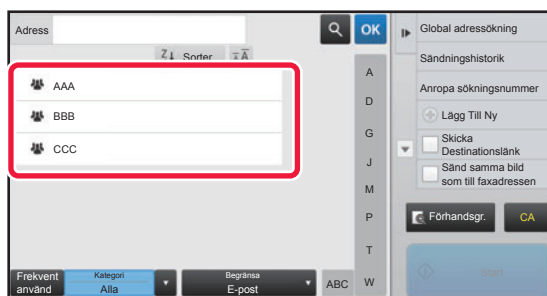 Adress
OK
Sorter
AAA
BBB
CCC
A
D
G
J
M
P
T
W
Frekvent
använd
Kategori
Alla
Begränsa
E-post
ABC
Global adressökning
Sändningshistorik
Anropa sökningsnummer
Lägg Till Ny
Skicka
Destinationslänk
Sänd samma bild
som till faxadressen
Förhandsgr.
CA
Start